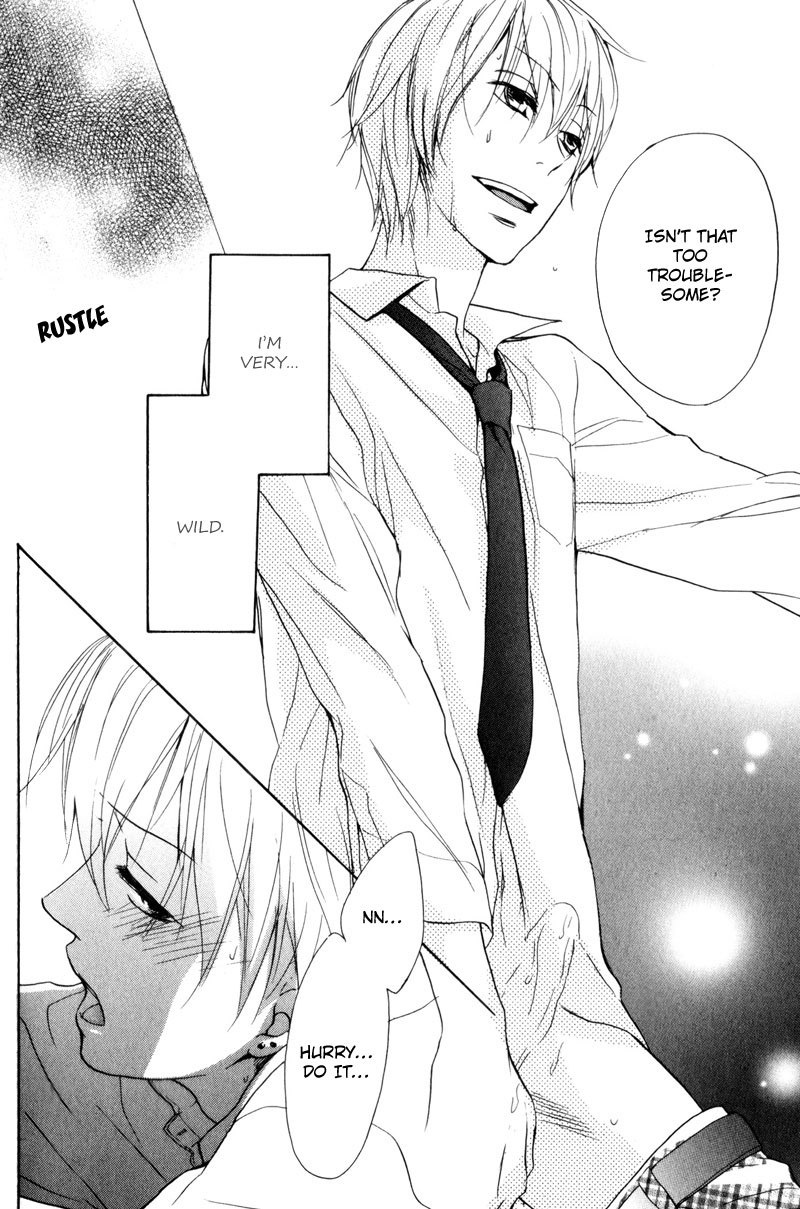 ISN'T THAT
TOO
TROUBLE-
SOME?
RUSTLE
I'M
VERY...
WILD.
NN...
HURRY...
DO IT...